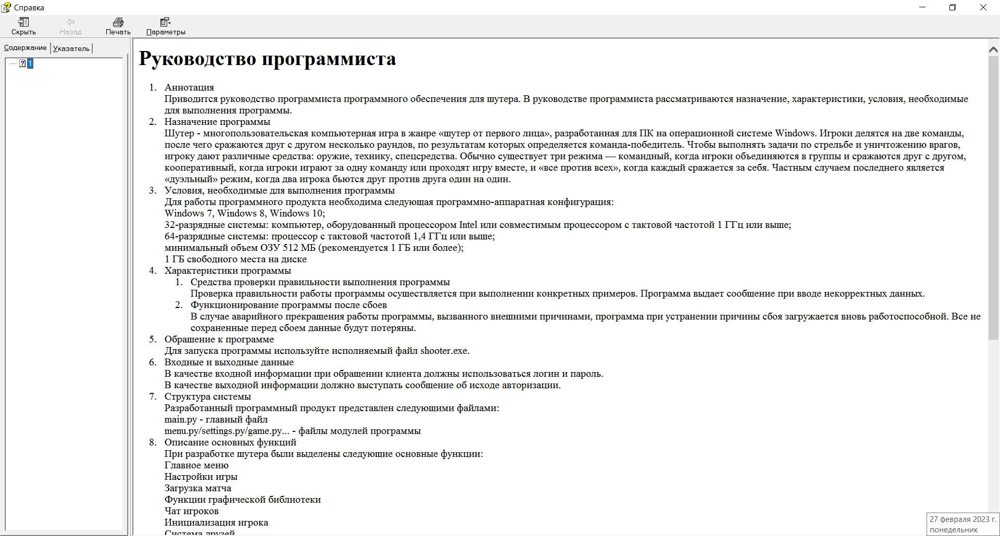 Справка
Скрыть Назад Печать Параметры
Содержание Указатель
1
Руководство программиста
1. Аннотация
Приводится руководство программиста программного обеспечения для шутера. В руководстве программиста рассматриваются назначение, характеристики, условия, необходимые
для выполнения программы.
2. Назначение программы
Шутер - многопользовательская компьютерная игра в жанре «шутер от первого лица», разработанная для ПК на операционной системе Windows. Игроки делятся на две команды,
после чего сражаются друг с другом несколько раундов, по результатам которых определяется команда-победитель. Чтобы выполнять задачи по стрельбе и уничтожению врагов,
игроку дают различные средства: оружие, технику, спецсредства. Обычно существует три режима — командный, когда игроки объединяются в группы и сражаются друг с другом,
кооперативный, когда игроки играют за одну команду или проходят игру вместе, и «все против всех», когда каждый сражается за себя. Частным случаем последнего является
«дуэльный» режим, когда два игрока бьются друг против друга один на один.
3. Условия, необходимые для выполнения программы
Для работы программного продукта необходима следующая программно-аппаратная конфигурация:
Windows 7, Windows 8, Windows 10;
32-разрядные системы: компьютер, оборудованный процессором Intel или совместимым процессором с тактовой частотой 1 ГГц или выше;
64-разрядные системы: процессор с тактовой частотой 1,4 ГГц или выше;
минимальный объем ОЗУ 512 МБ (рекомендуется 1 ГБ или более);
1 ГБ свободного места на диске
4. Характеристики программы
1. Средства проверки правильности выполнения программы
Проверка правильности работы программы осуществляется при выполнении конкретных примеров. Программа выдает сообщение при вводе некорректных данных.
2. Функционирование программы после сбоев
В случае аварийного прекращения работы программы, вызванного внешними причинами, программа при устранении причины сбоя загружается вновь работоспособной. Все не
сохраненные перед сбоем данные будут потеряны.
5. Обращение к программе
Для запуска программы используйте исполняемый файл shooter.exe.
6. Входные и выходные данные
В качестве входной информации при обращении клиента должны использоваться логин и пароль.
В качестве выходной информации должно выступать сообщение об исходе авторизации.
7. Структура системы
Разработанный программный продукт представлен следующими файлами:
main.py - главный файл
menu.py/settings.py/game.py... - файлы модулей программы
8. Описание основных функций
При разработке шутера были выделены следующие основные функции:
Главное меню
Настройки игры
Загрузка матча
Функции графической библиотеки
Чат игроков
Инициализация игрока
Система друзей
27 февраля 2023 г.
понедельник